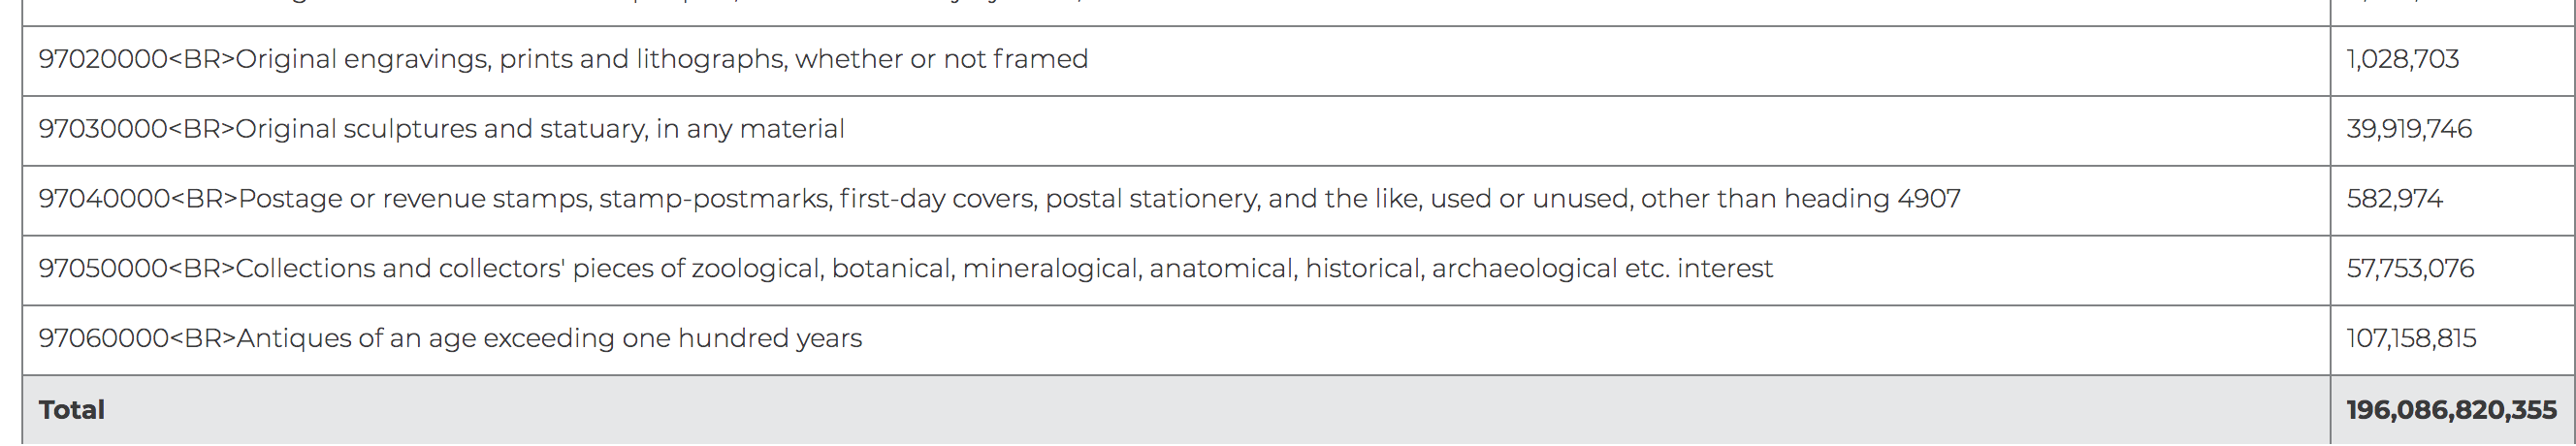 97020000<BR>Original engravings, prints and lithographs, whether or not framed 1,028,703
97030000<BR>Original sculptures and statuary, in any material 39,919,746
97040000<BR>Postage or revenue stamps, stamp-postmarks, first-day covers, postal stationery, and the like, used or unused, other than heading 4907 582,974
97050000<BR>Collections and collectors' pieces of zoological, botanical, mineralogical, anatomical, historical, archaeological etc. interest 57,753,076
97060000<BR>Antiques of an age exceeding one hundred years 107,158,815
Total 196,086,820,355